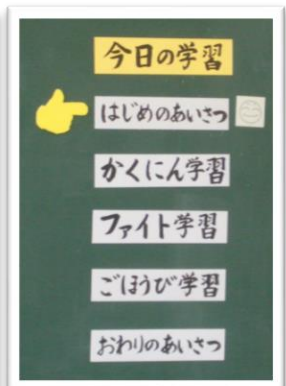 今日の学習
はじめのあいさつ
かくにん学習
ファイト学習
ごほうび学習
おわりのあいさつ